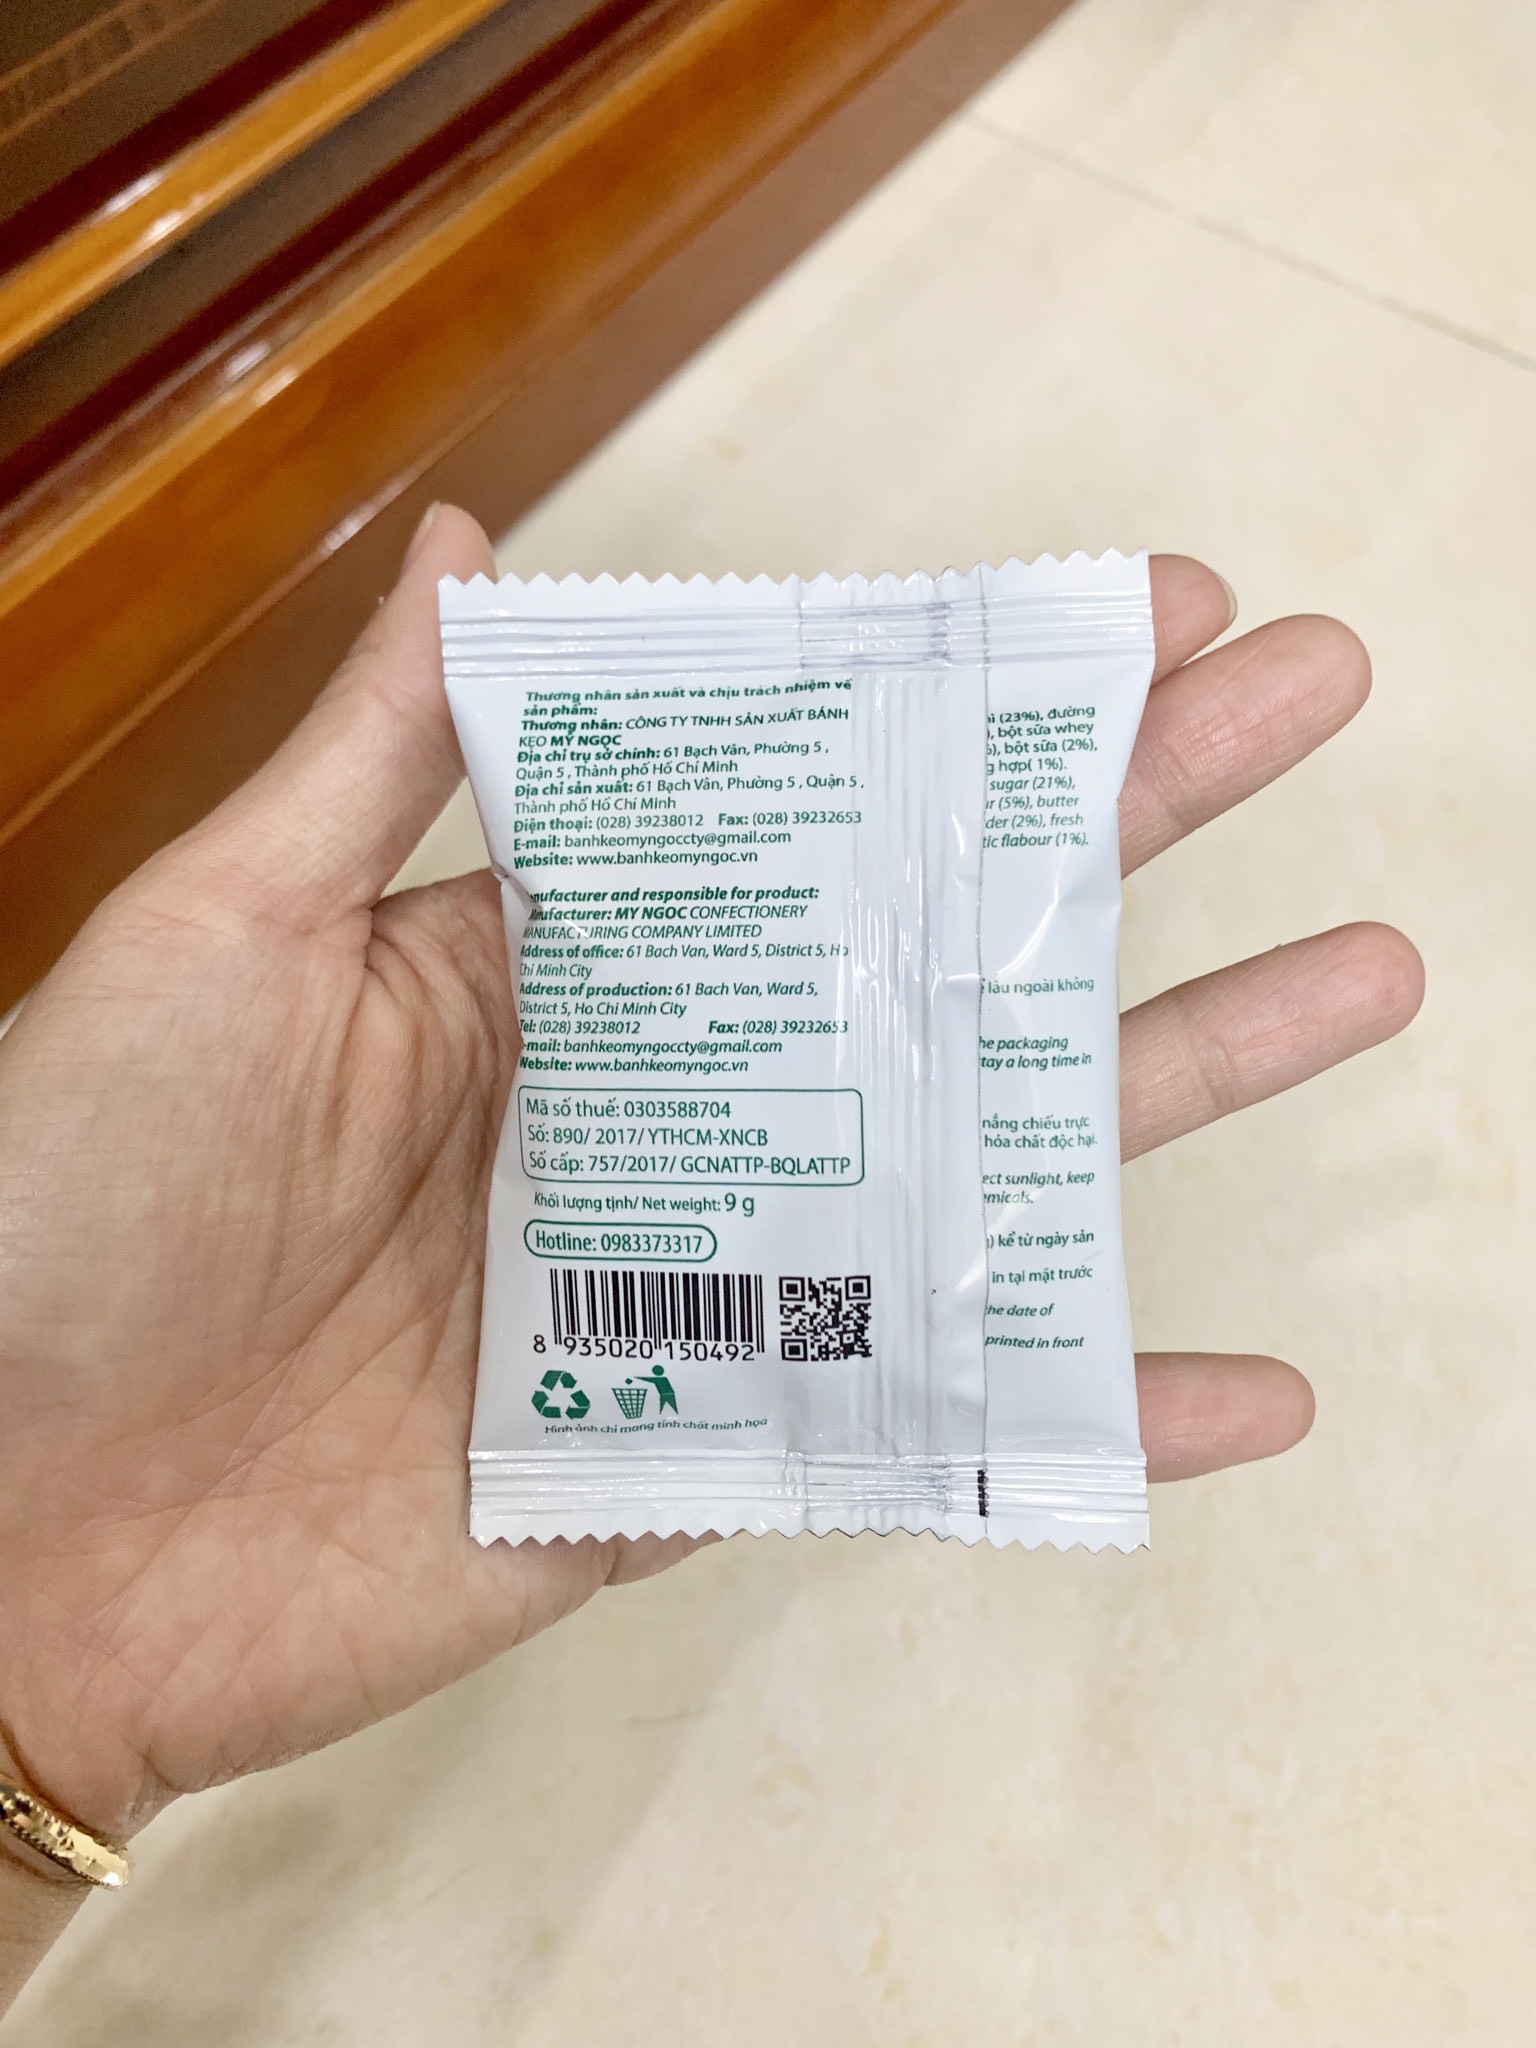 Thương nhân sản xuất và chịu trách nhiệm về
sản phẩm:
Thương nhân: CÔNG TY TNHH SẢN XUẤT BÁNH
KẸO MỸ NGỌC
Địa chỉ trụ sở chính: 61 Bạch Vân, Phường 5 ,
Quận 5 , Thành phố Hồ Chí Minh
Địa chỉ sản xuất: 61 Bạch Vân, Phường 5 , Quận 5 ,
Thành phố Hồ Chí Minh
Điện thoại: (028) 39238012 Fax: (028) 39232653
E-mail: banhkeomyngoccty@gmail.com
Website: www.banhkeomyngoc.vn
nufacturer and responsible for product:
Manufacturer: MY NGOC CONFECTIONERY
MANUFACTURING COMPANY LIMITED
Address of office: 61 Bach Van, Ward 5, District 5, Ho
Chi Minh City
Address of production: 61 Bach Van, Ward 5,
District 5, Ho Chi Minh City
Tel: (028) 39238012 Fax: (028) 39232653
-mail: banhkeomyngoccty@gmail.com
Website: www.banhkeomyngoc.vn
Mã số thuế: 0303588704
Số: 890/ 2017/ YTHCM-XNCB
Số cấp: 757/2017/ GCNATTP-BQLATTP
Khối lượng tịnh/ Net weight: 9 g
Hotline: 0983373317
8 935020 150492
Hình ảnh chỉ mang tính chất minh họa
(23%), đường
, bột sữa whey
), bột sữa (2%),
hợp( 1%).
sugar (21%),
(5%), butter
der (2%), fresh
tic flabour (1%).
lâu ngoài không
he packaging
tay a long time in
nắng chiếu trực
hóa chất độc hại.
ect sunlight, keep
emicals.
) kể từ ngày sản
in tại mặt trước
he date of
printed in front